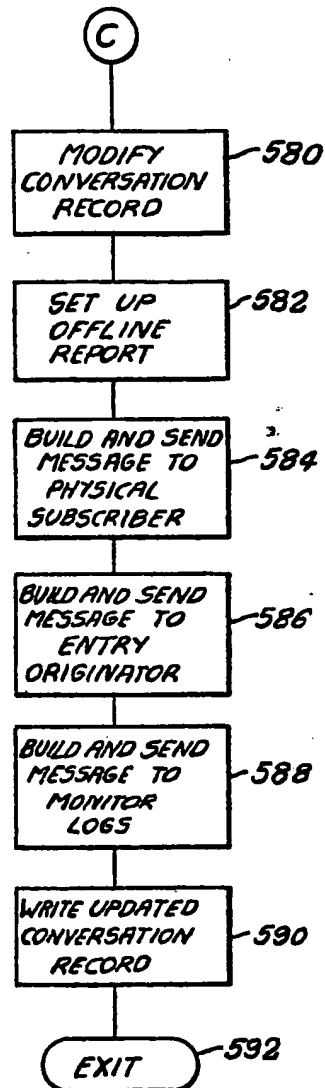 C
MODIFY
CONVERSATION
RECORD
580
SET UP
OFFLINE
REPORT
582
BUILD AND SEND
MESSAGE TO
PHYSICAL
SUBSCRIBER
584
BUILD AND SEND
MESSAGE TO
ENTRY
ORIGINATOR
586
BUILD AND SEND
MESSAGE TO
MONITOR
LOGS
588
WRITE UPDATED
CONVERSATION
RECORD
590
EXIT
592